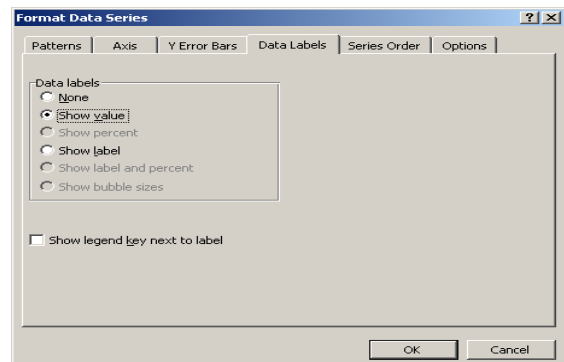 Format Data Series
Patterns Axis Y Error Bars Data Labels Series Order Options
Data labels
None
Show value
Show percent
Show label
Show label and percent
Show bubble sizes
Show legend key next to label
OK Cancel